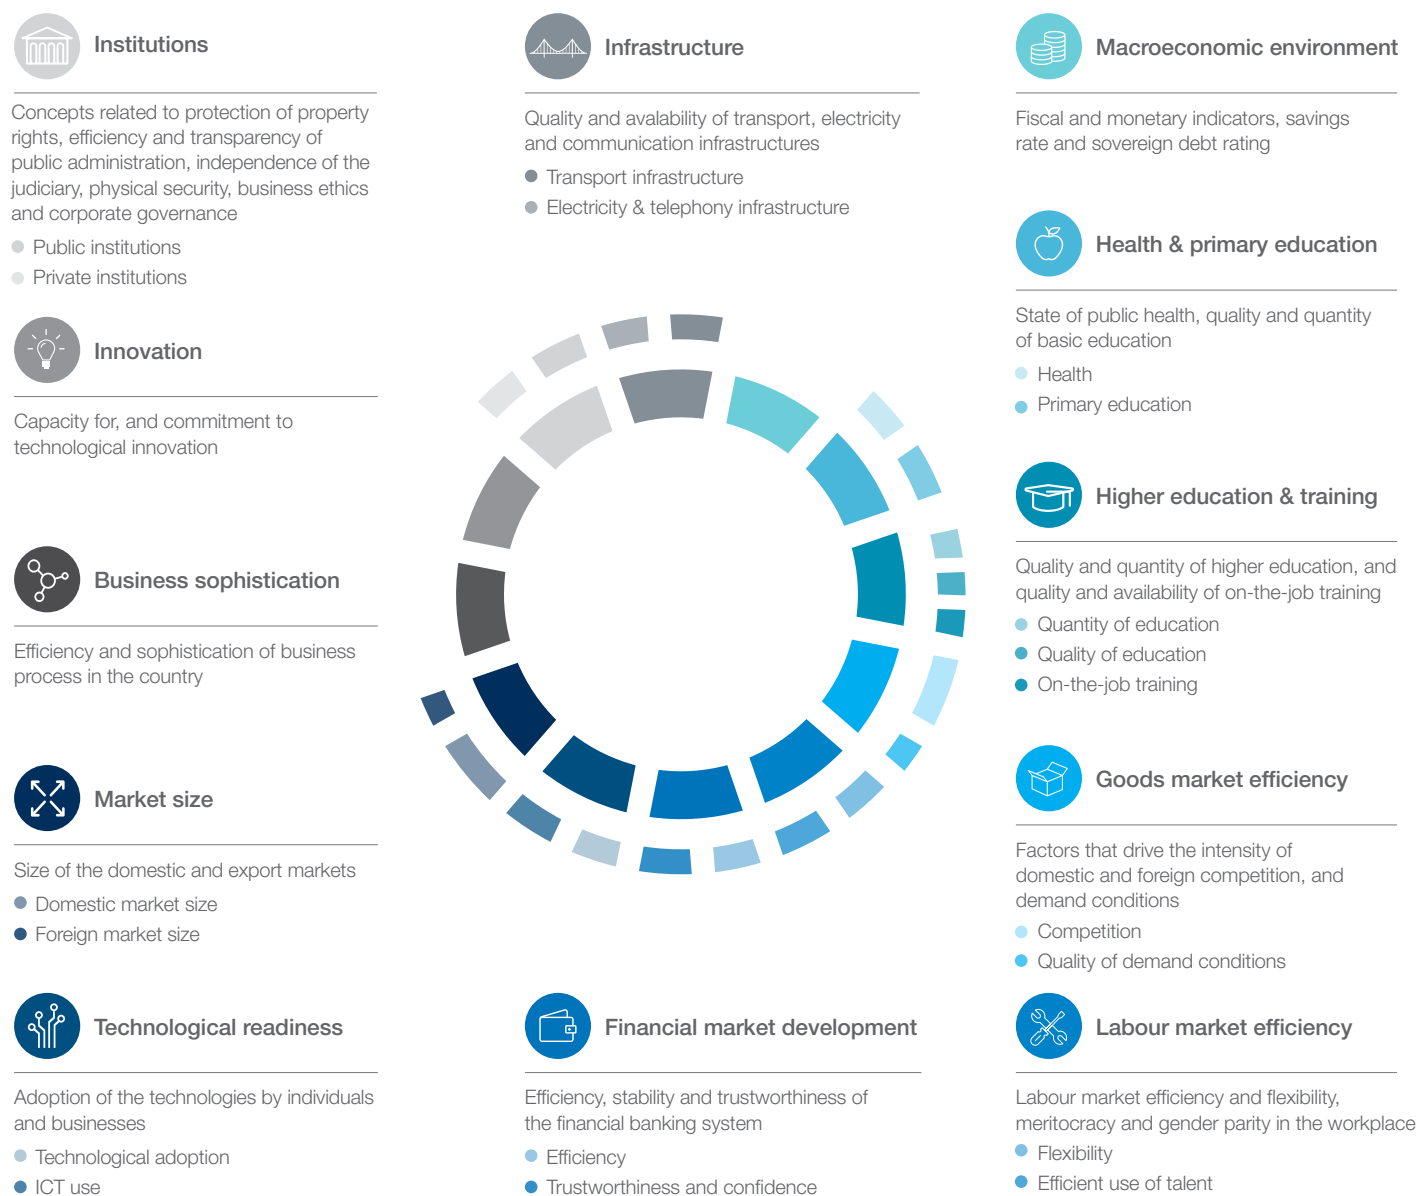 Institutions
Concepts related to protection of property
rights, efficiency and transparency of
public administration, independence of the
judiciary, physical security, business ethics
and corporate governance
Public institutions
Private institutions
Innovation
Capacity for, and commitment to
technological innovation
Business sophistication
Efficiency and sophistication of business
process in the country
Market size
Size of the domestic and export markets
Domestic market size
Foreign market size
Technological readiness
Adoption of the technologies by individuals
and businesses
Technological adoption
ICT use
Infrastructure
Quality and avalability of transport, electricity
and communication infrastructures
Transport infrastructure
Electricity & telephony infrastructure
Financial market development
Efficiency, stability and trustworthiness of
the financial banking system
Efficiency
Trustworthiness and confidence
Macroeconomic environment
Fiscal and monetary indicators, savings
rate and sovereign debt rating
Health & primary education
State of public health, quality and quantity
of basic education
Health
Primary education
Higher education & training
Quality and quantity of higher education, and
quality and availability of on-the-job training
Quantity of education
Quality of education
On-the-job training
Goods market efficiency
Factors that drive the intensity of
domestic and foreign competition, and
demand conditions
Competition
Quality of demand conditions
Labour market efficiency
Labour market efficiency and flexibility,
meritocracy and gender parity in the workplace
Flexibility
Efficient use of talent